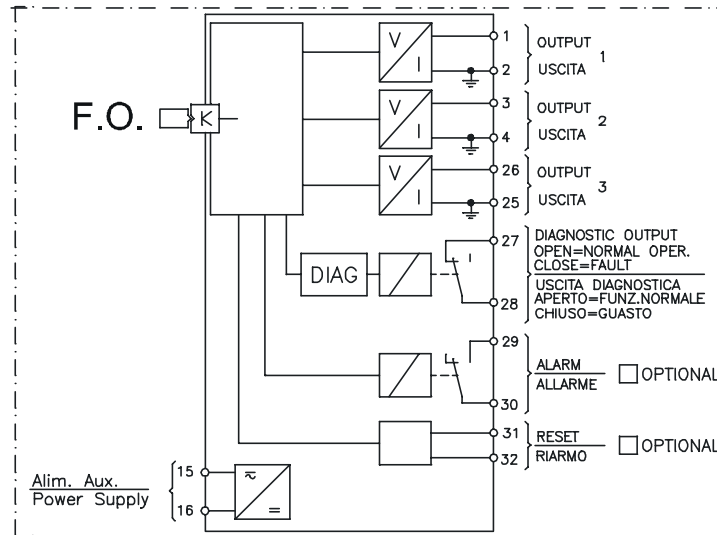 F.O.
K
V
I
1
2
OUTPUT
USCITA
1
V
I
3
4
OUTPUT
USCITA
2
V
I
26
25
OUTPUT
USCITA
3
DIAG
27
28
DIAGNOSTIC OUTPUT
OPEN=NORMAL OPER.
CLOSE=FAULT
USCITA DIAGNOSTICA
APERTO=FUNZ.NORMALE
CHIUSO=GUASTO
29
30
ALARM
ALLARME
OPTIONAL
31
32
RESET
RIARMO
OPTIONAL
Alim. Aux.
Power Supply
15
16